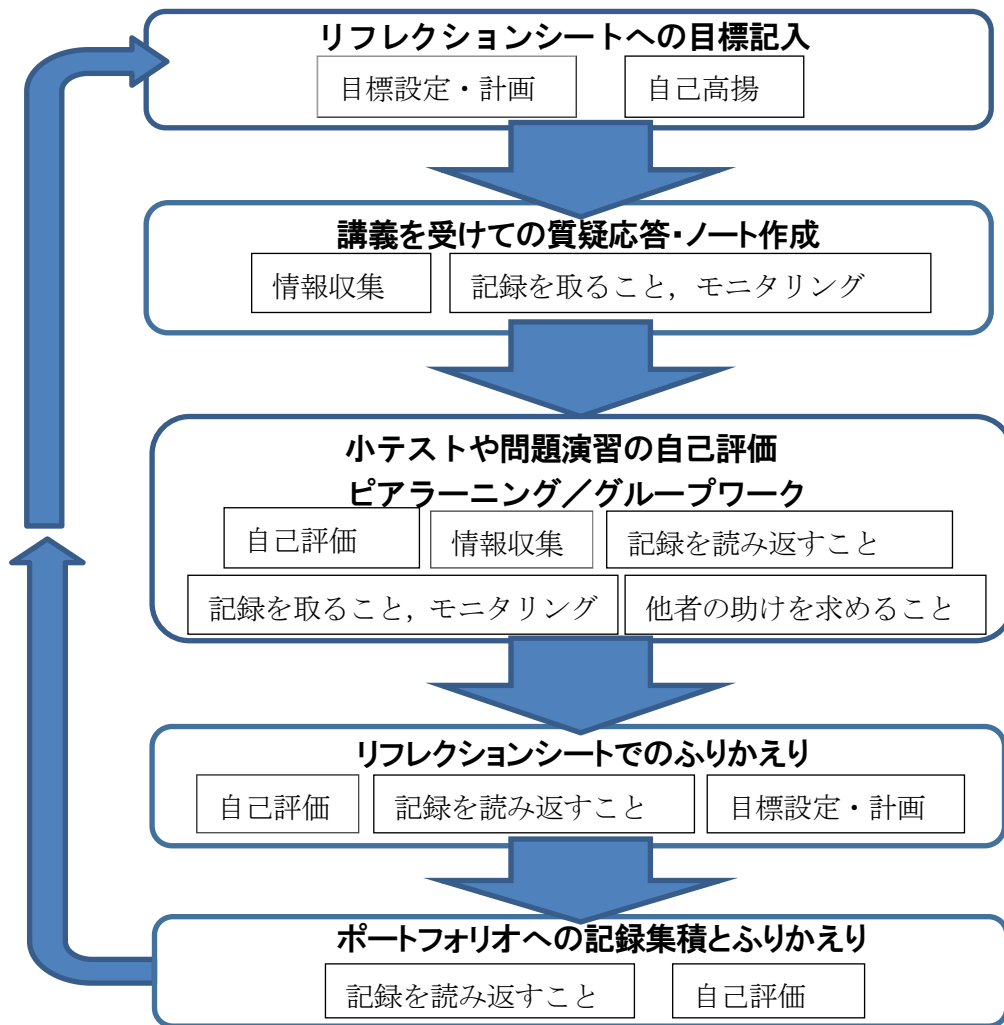 リフレクションシートへの目標記入
目標設定・計画 自己高揚
講義を受けての質疑応答・ノート作成
情報収集 記録を取ること，モニタリング
小テストや問題演習の自己評価
ピアラーニング／グループワーク
自己評価 情報収集 記録を読み返すこと
記録を取ること，モニタリング 他者の助けを求めること
リフレクションシートでのふりかえり
自己評価 記録を読み返すこと 目標設定・計画
ポートフォリオへの記録集積とふりかえり
記録を読み返すこと 自己評価